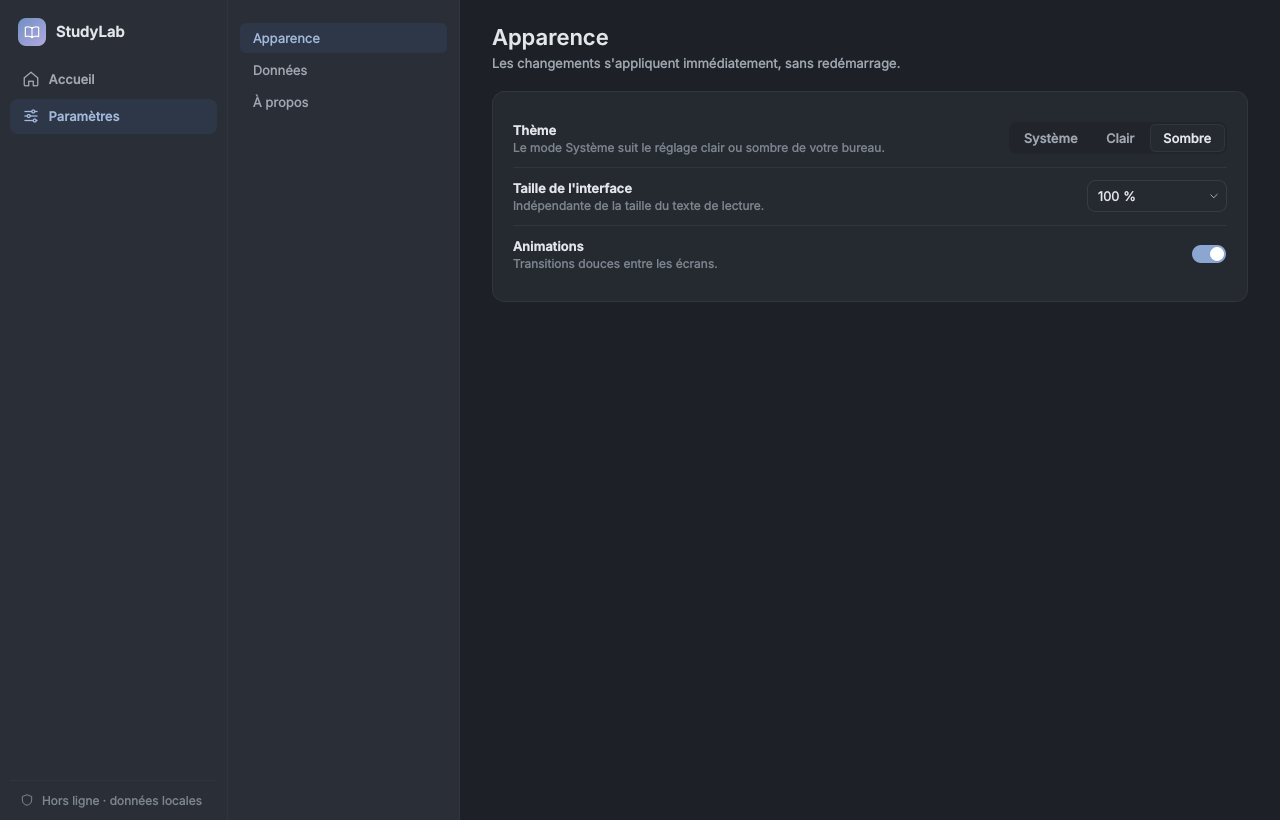 StudyLab
Accueil
Paramètres
Hors ligne · données locales
Apparence
Données
À propos
Apparence
Les changements s'appliquent immédiatement, sans redémarrage.
Thème
Le mode Système suit le réglage clair ou sombre de votre bureau.
Système Clair Sombre
Taille de l'interface
Indépendante de la taille du texte de lecture.
100 %
Animations
Transitions douces entre les écrans.